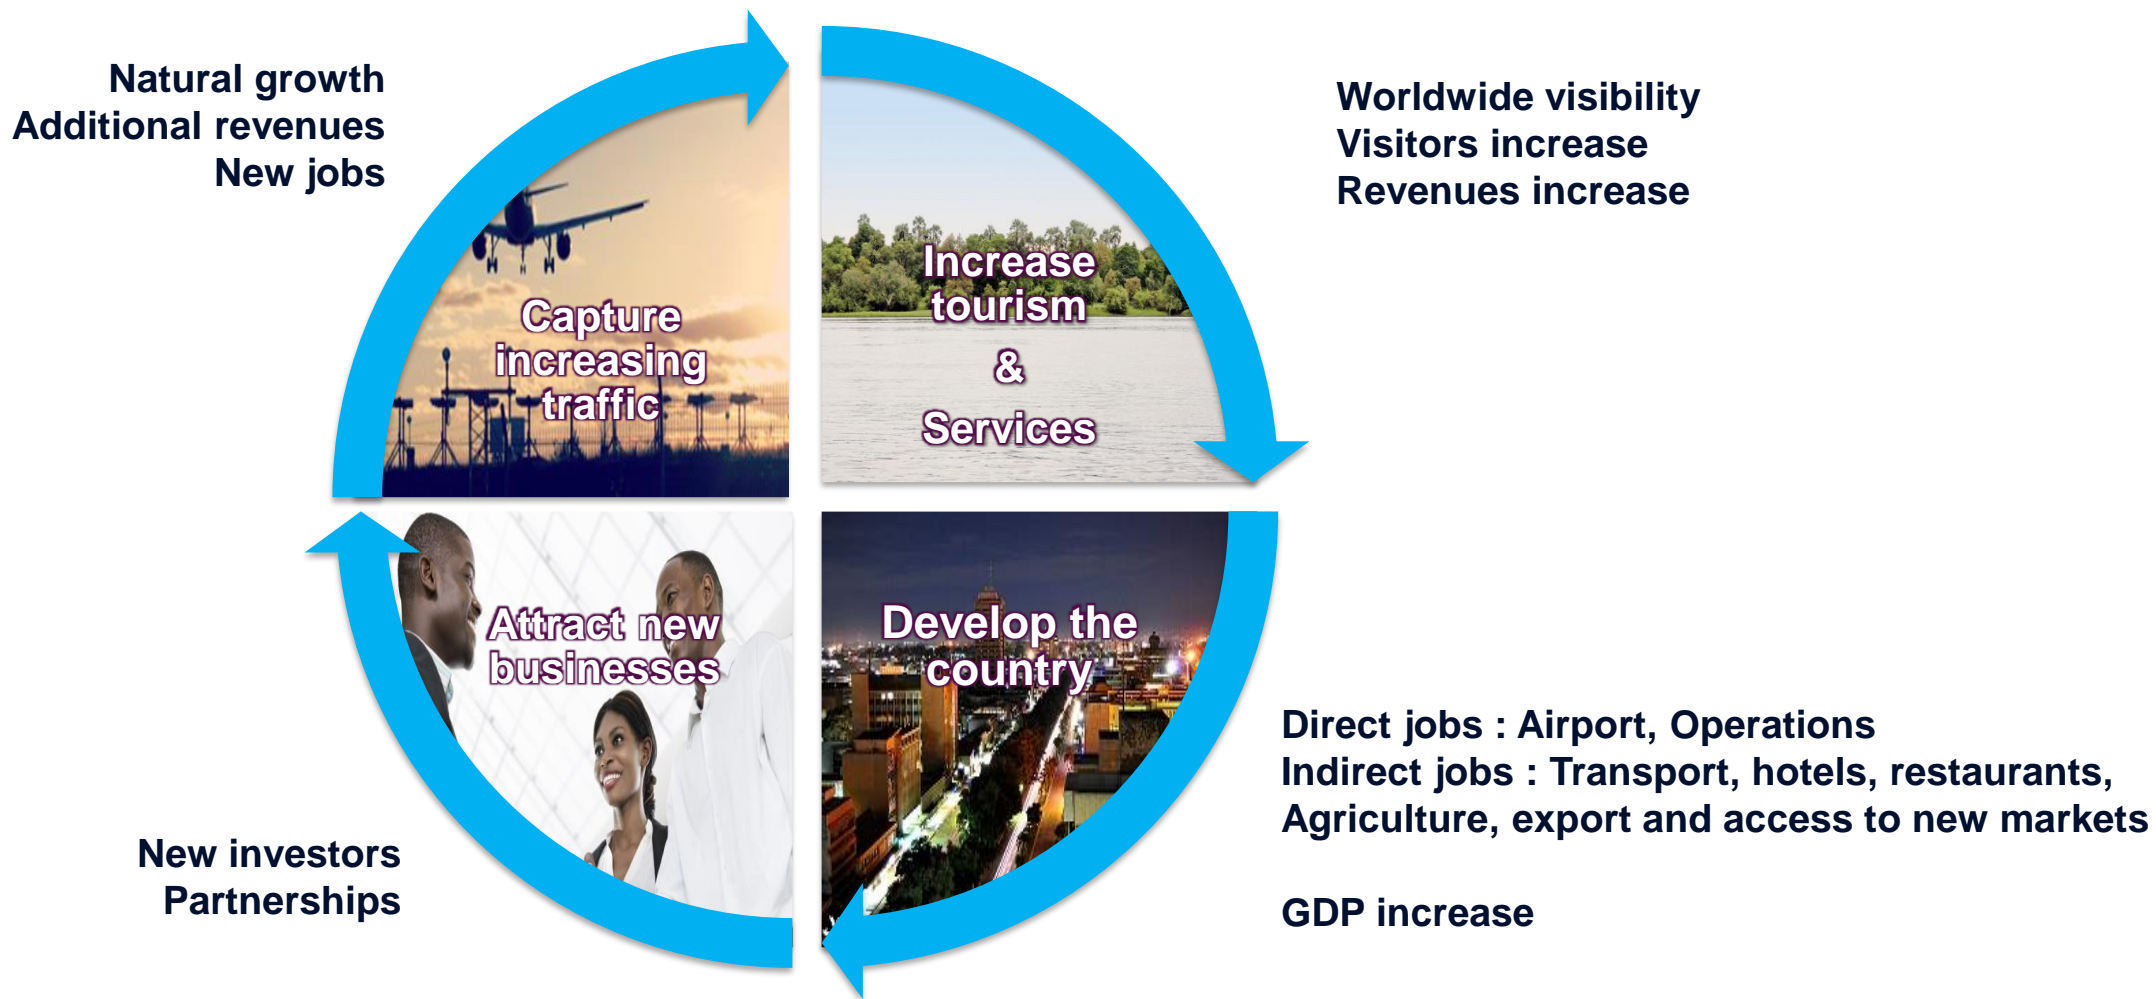 Natural growth
Additional revenues
New jobs
Capture
increasing
traffic
Increase
tourism
&
Services
Worldwide visibility
Visitors increase
Revenues increase
Attract new
businesses
New investors
Partnerships
Develop the
country
Direct jobs : Airport, Operations
Indirect jobs : Transport, hotels, restaurants,
Agriculture, export and access to new markets
GDP increase